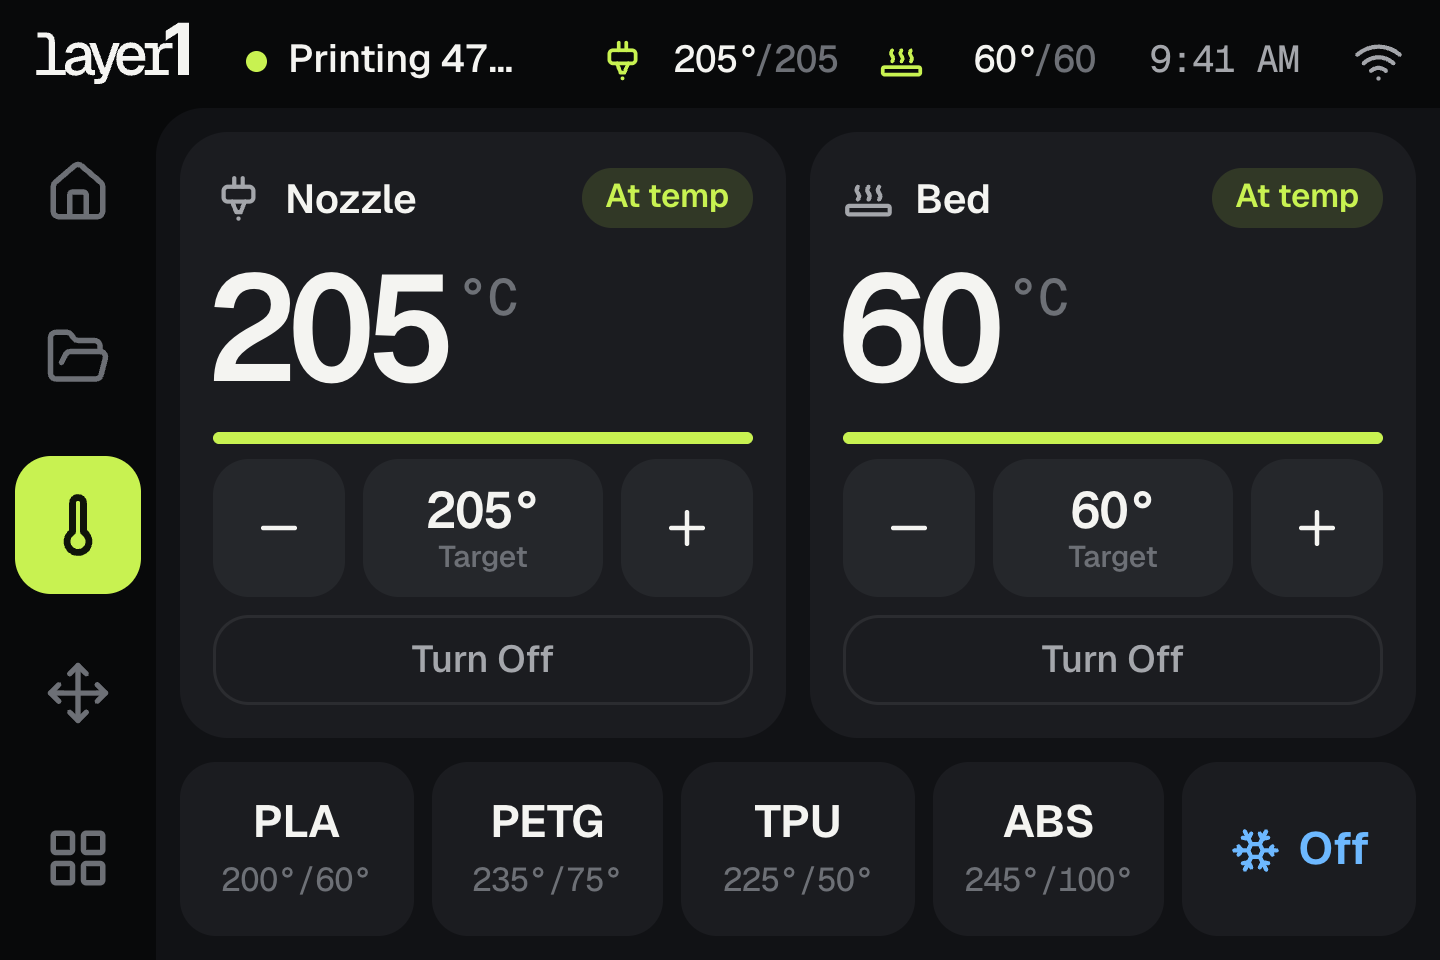 layer1
Printing 47...
205°/205
60°/60
9:41 AM
Nozzle
At temp
205 °C
205°
Target
Turn Off
Bed
At temp
60 °C
60°
Target
Turn Off
PLA
200°/60°
PETG
235°/75°
TPU
225°/50°
ABS
245°/100°
Off